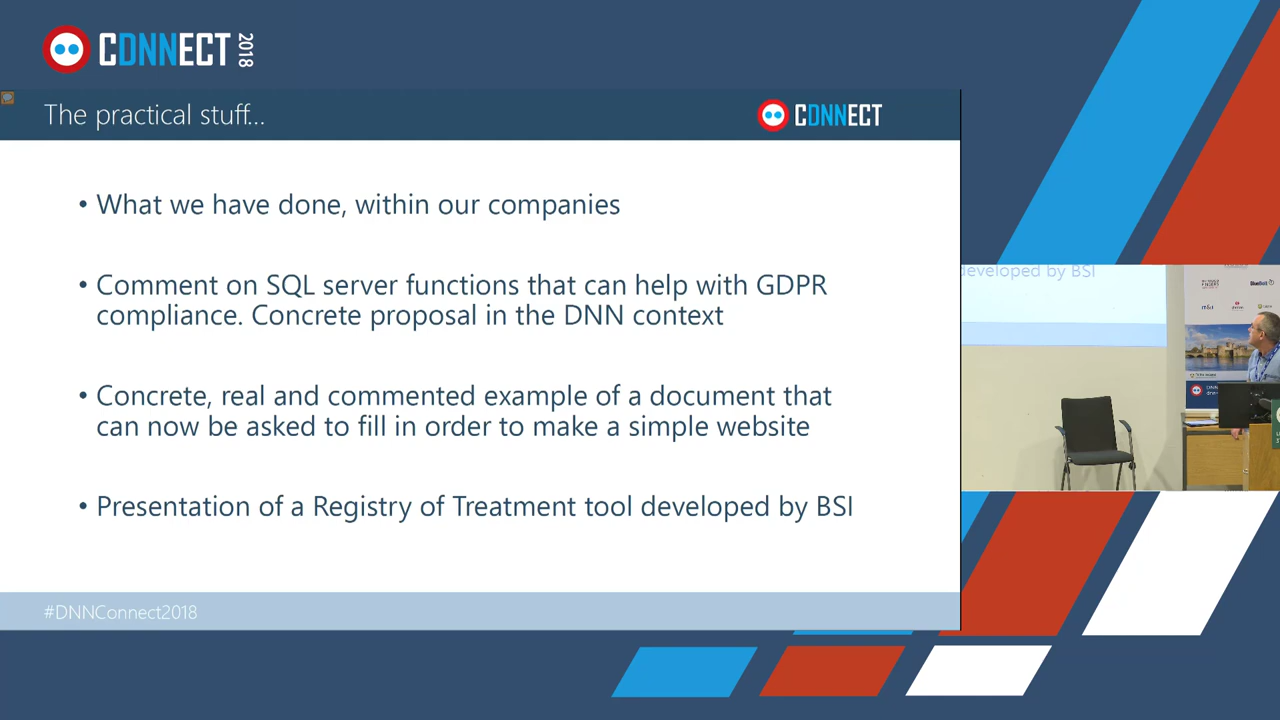 CDNNECT 2018
The practical stuff...
CDNNECT
• What we have done, within our companies
• Comment on SQL server functions that can help with GDPR
compliance. Concrete proposal in the DNN context
• Concrete, real and commented example of a document that
can now be asked to fill in order to make a simple website
• Presentation of a Registry of Treatment tool developed by BSI
#DNNConnect2018
developed by BSI